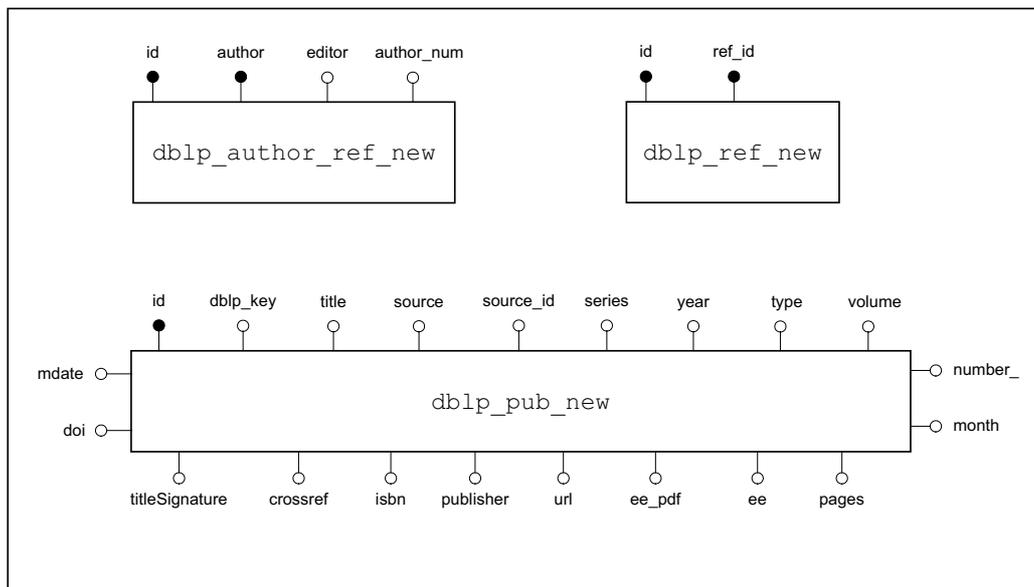 id author editor author_num id ref_id
dblp_author_ref_new dblp_ref_new
id dblp_key title source source_id series year type volume
mdate number_
dblp_pub_new
doi month
titleSignature crossref isbn publisher url ee_pdf ee pages